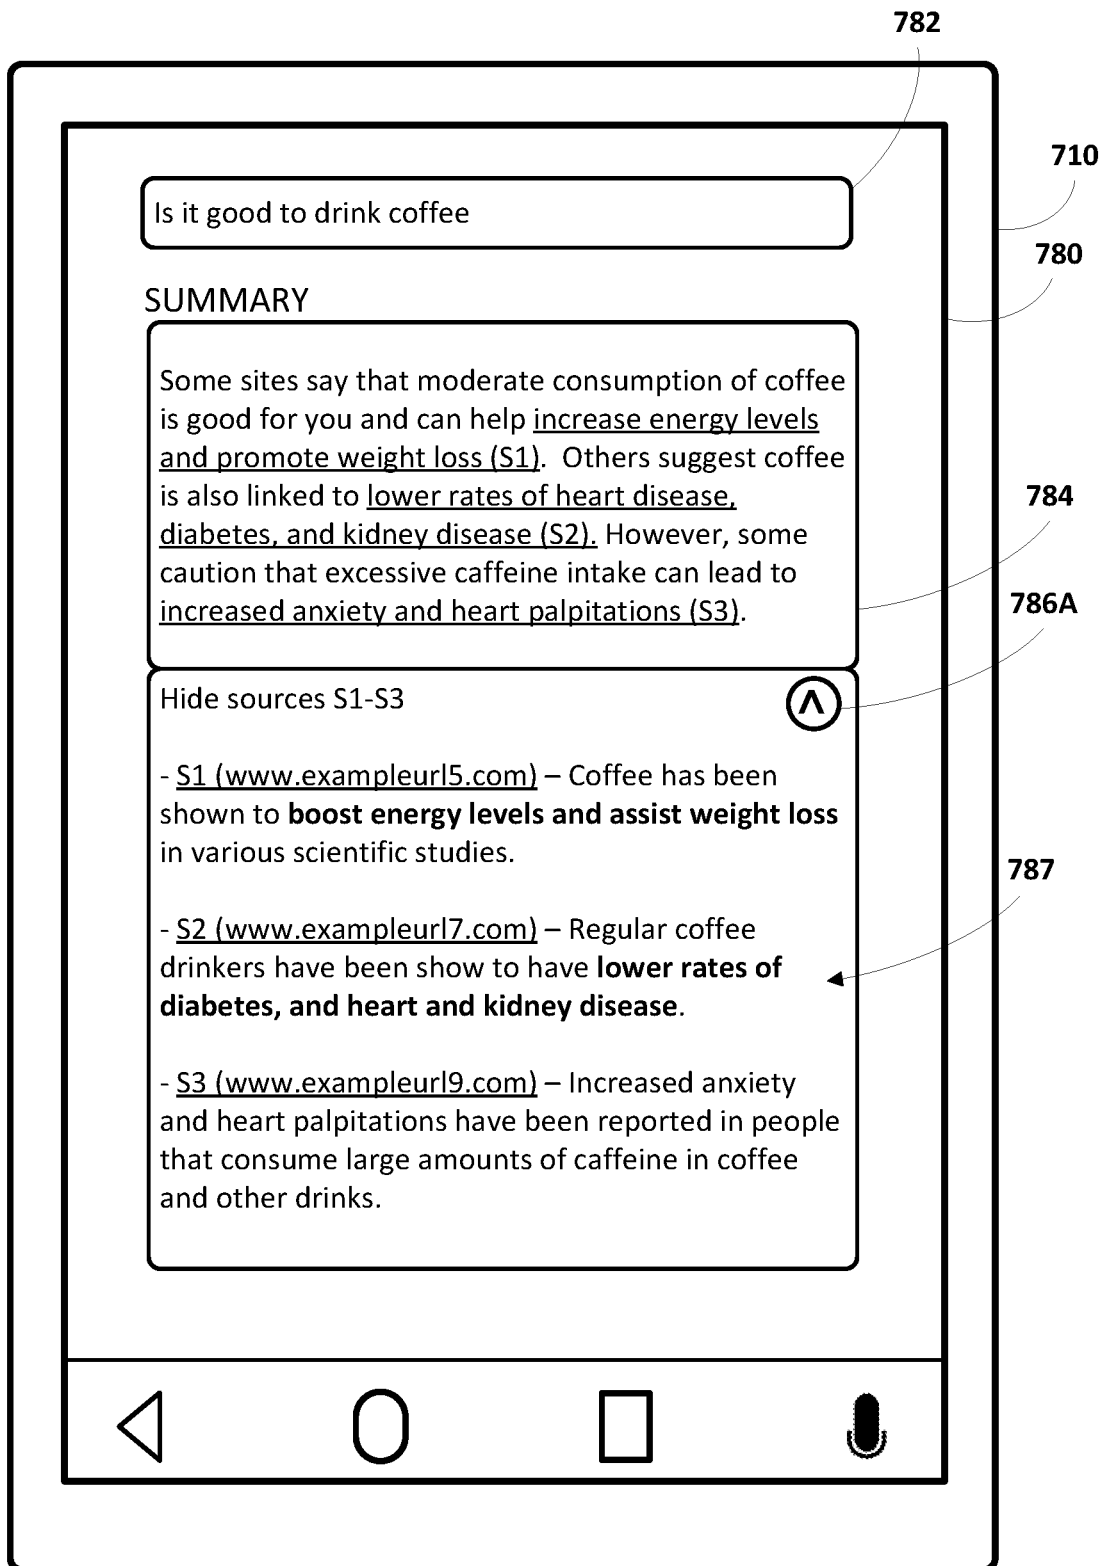 782
710
Is it good to drink coffee
780
SUMMARY
Some sites say that moderate consumption of coffee
is good for you and can help increase energy levels
and promote weight loss (S1).  Others suggest coffee
is also linked to lower rates of heart disease,
784
diabetes, and kidney disease (S2). However, some
caution that excessive caffeine intake can lead to
786A
increased anxiety and heart palpitations (S3).
Hide sources S1-S3
- S1 (www.exampleurl5.com) – Coffee has been
shown to boost energy levels and assist weight loss
in various scientific studies.
787
- S2 (www.exampleurl7.com) – Regular coffee
drinkers have been show to have lower rates of
diabetes, and heart and kidney disease.
- S3 (www.exampleurl9.com) – Increased anxiety
and heart palpitations have been reported in people
that consume large amounts of caffeine in coffee
and other drinks.